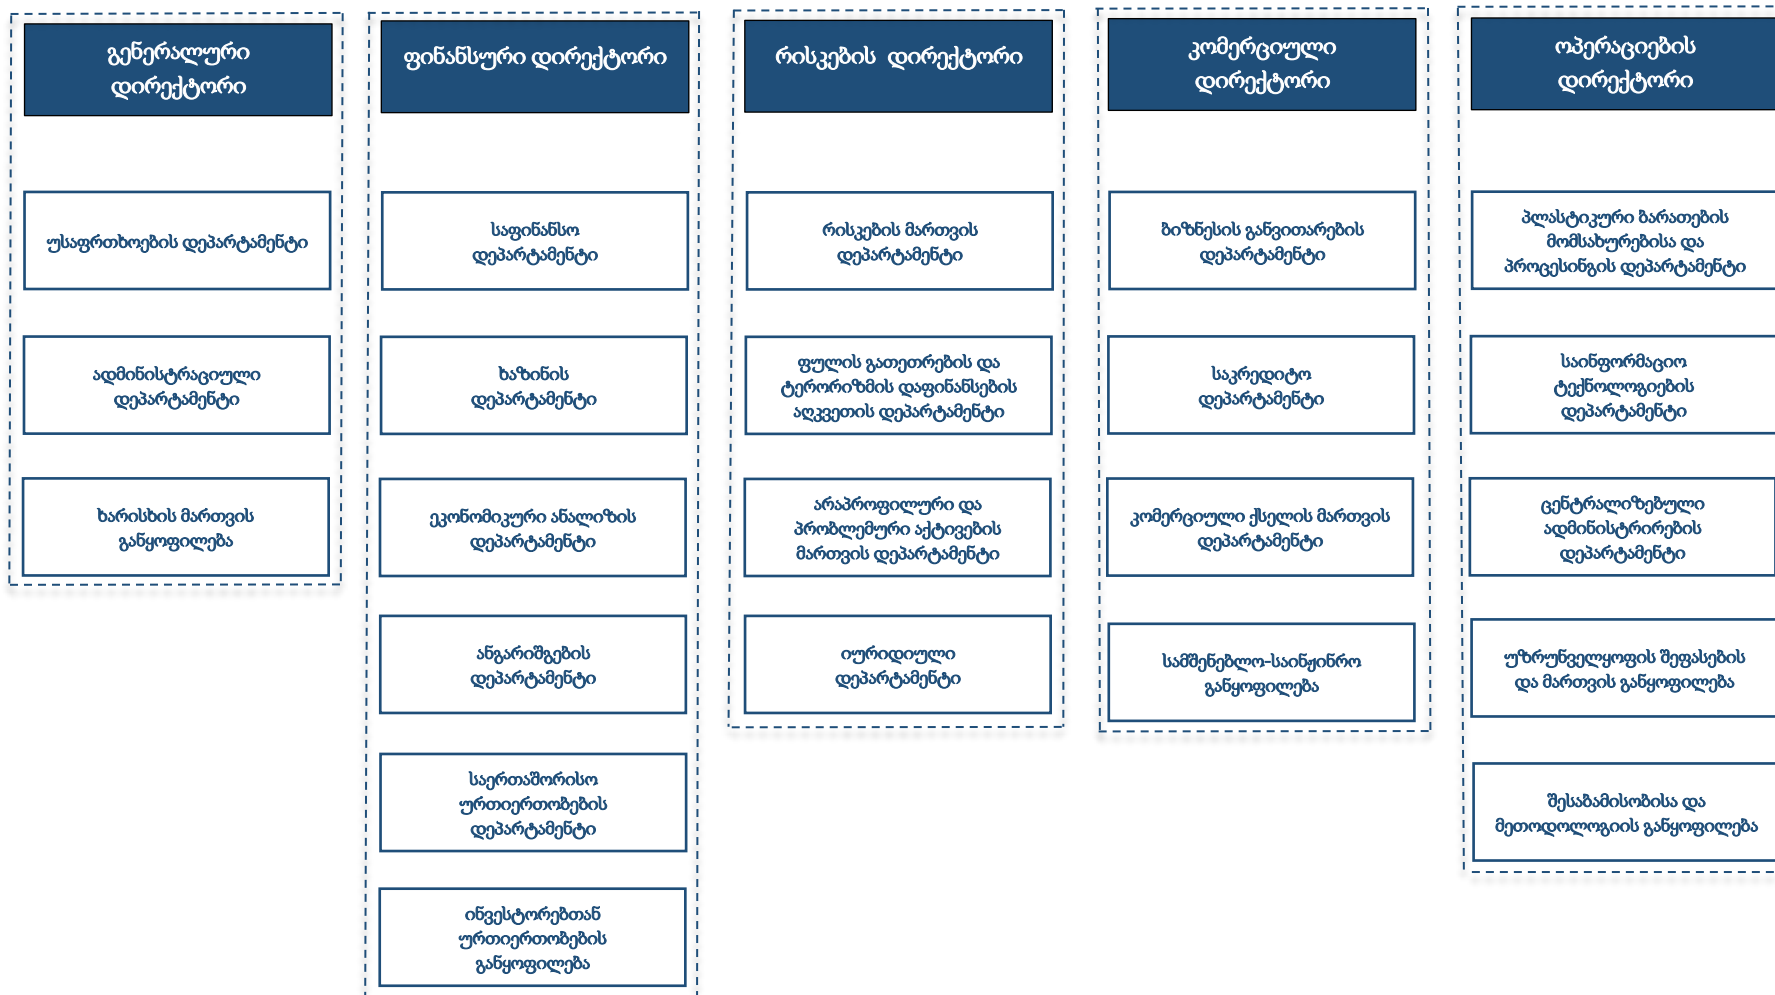 გენერალური
დირექტორი
უსაფრთხოების დეპარტამენტი
ადმინისტრაციული
დეპარტამენტი
ხარისხის მართვის
განყოფილება
ფინანსური დირექტორი
საფინანსო
დეპარტამენტი
ხაზინის
დეპარტამენტი
ეკონომიკური ანალიზის
დეპარტამენტი
ანგარიშგების
დეპარტამენტი
საერთაშორისო
ურთიერთობების
დეპარტამენტი
ინვესტორებთან
ურთიერთობების
განყოფილება
რისკების დირექტორი
რისკების მართვის
დეპარტამენტი
ფულის გათეთრების და
ტერორიზმის დაფინანსების
აღკვეთის დეპარტამენტი
არაპროფილური და
პრობლემური აქტივების
მართვის დეპარტამენტი
იურიდიული
დეპარტამენტი
კომერციული
დირექტორი
ბიზნესის განვითარების
დეპარტამენტი
საკრედიტო
დეპარტამენტი
კომერციული ქსელის მართვის
დეპარტამენტი
სამშენებლო-საინჟინრო
განყოფილება
ოპერაციების
დირექტორი
პლასტიკური ბარათების
მომსახურებისა და
პროცესინგის დეპარტამენტი
საინფორმაციო
ტექნოლოგიების
დეპარტამენტი
ცენტრალიზებული
ადმინისტრირების
დეპარტამენტი
უზრუნველყოფის შეფასების
და მართვის განყოფილება
შესაბამისობისა და
მეთოდოლოგიის განყოფილება